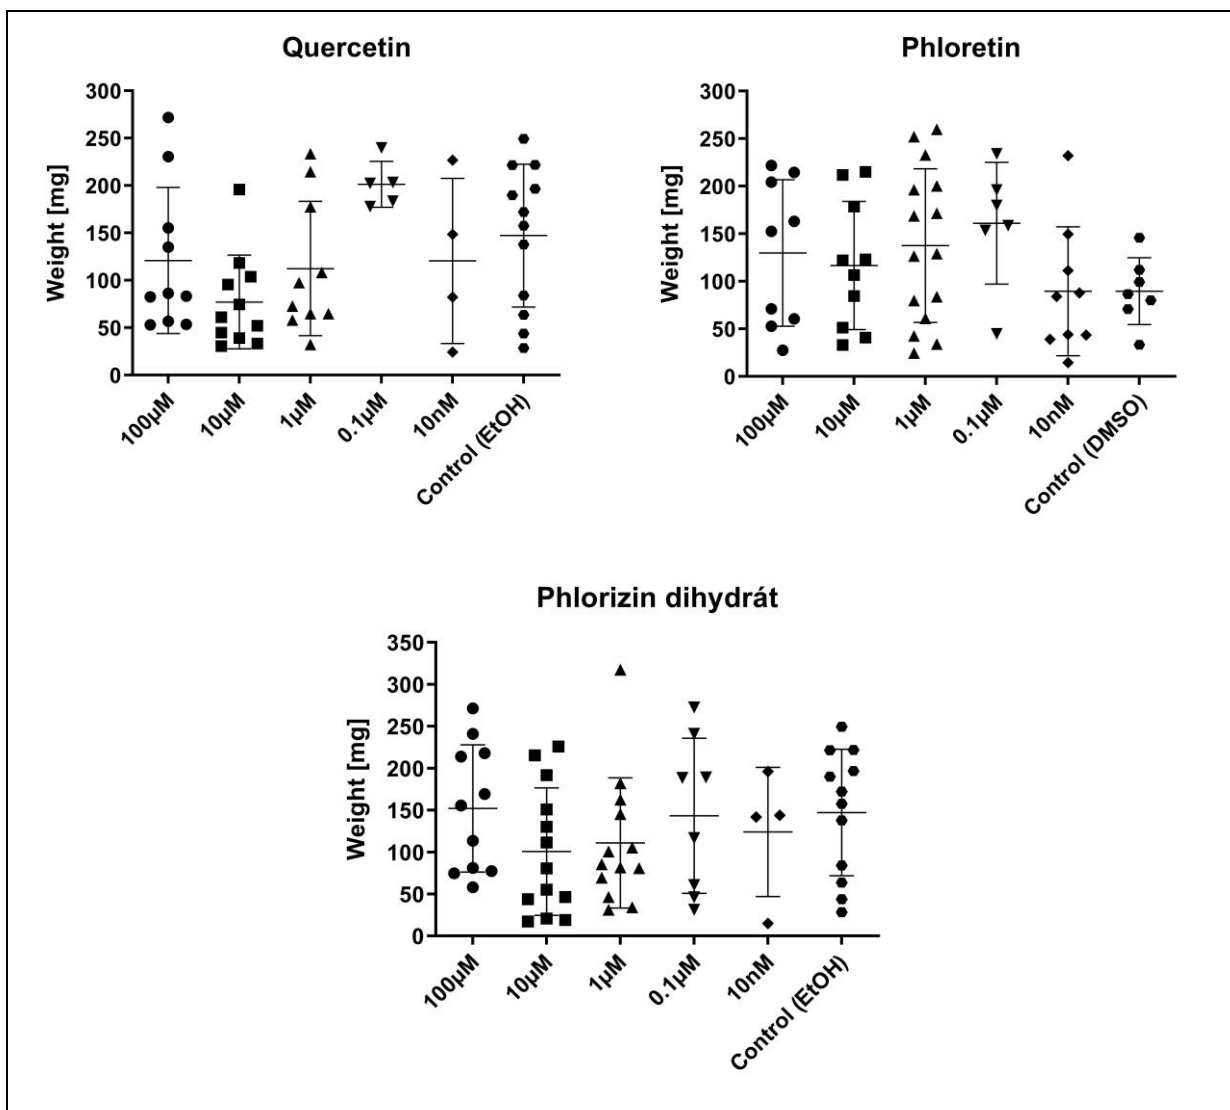 Quercetin
Weight [mg]
300
250
200
150
100
50
0
100µM
10µM
1µM
0.1µM
10nM
Control (EtOH)
Phloretin
Weight [mg]
300
250
200
150
100
50
0
100µM
10µM
1µM
0.1µM
10nM
Control (DMSO)
Phlorizin dihydrát
Weight [mg]
350
300
250
200
150
100
50
0
100µM
10µM
1µM
0.1µM
10nM
Control (EtOH)